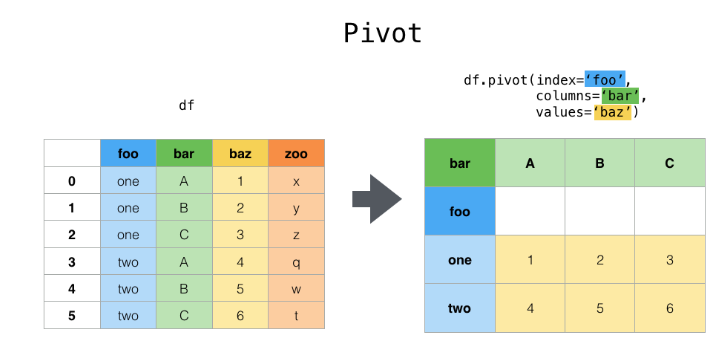 Pivot
df
foo bar baz zoo
0 one A 1 x
1 one B 2 y
2 one C 3 z
3 two A 4 q
4 two B 5 w
5 two C 6 t
df.pivot(index=‘foo’,
columns=‘bar’,
values=‘baz’)
bar A B C
foo
one 1 2 3
two 4 5 6